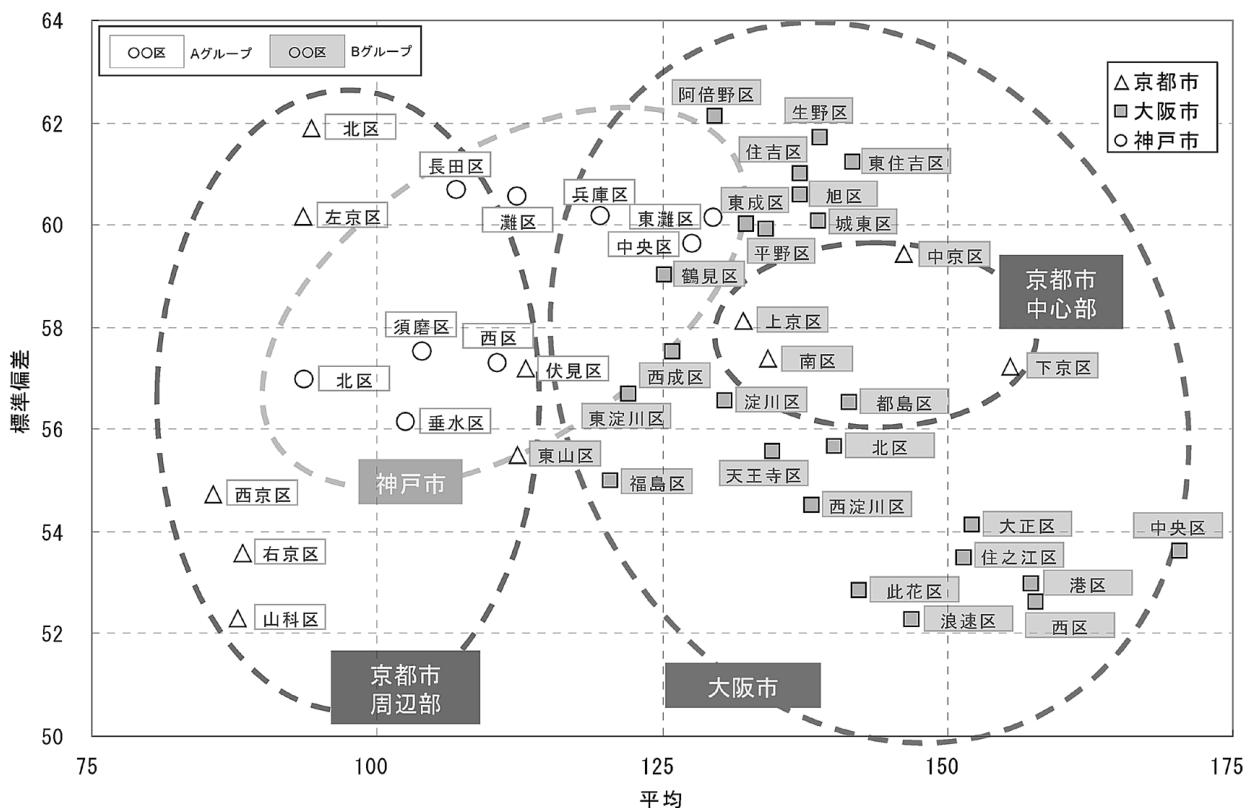 64
62
60
58
56
54
52
50
標準偏差
75
100
125
150
175
平均
○○区 Aグループ
○○区 Bグループ
京都市
大阪市
神戸市
阿倍野区
生野区
北区
住吉区
東住吉区
長田区
兵庫区
東成区
旭区
左京区
灘区
東灘区
城東区
中央区
平野区
中京区
鶴見区
京都市
中心部
上京区
須磨区
西区
南区
下京区
北区
伏見区
西成区
淀川区
都島区
垂水区
東淀川区
北区
東山区
神戸市
福島区
天王寺区
西京区
西淀川区
大正区
中央区
右京区
住之江区
此花区
港区
山科区
浪速区
西区
京都市
周辺部
大阪市